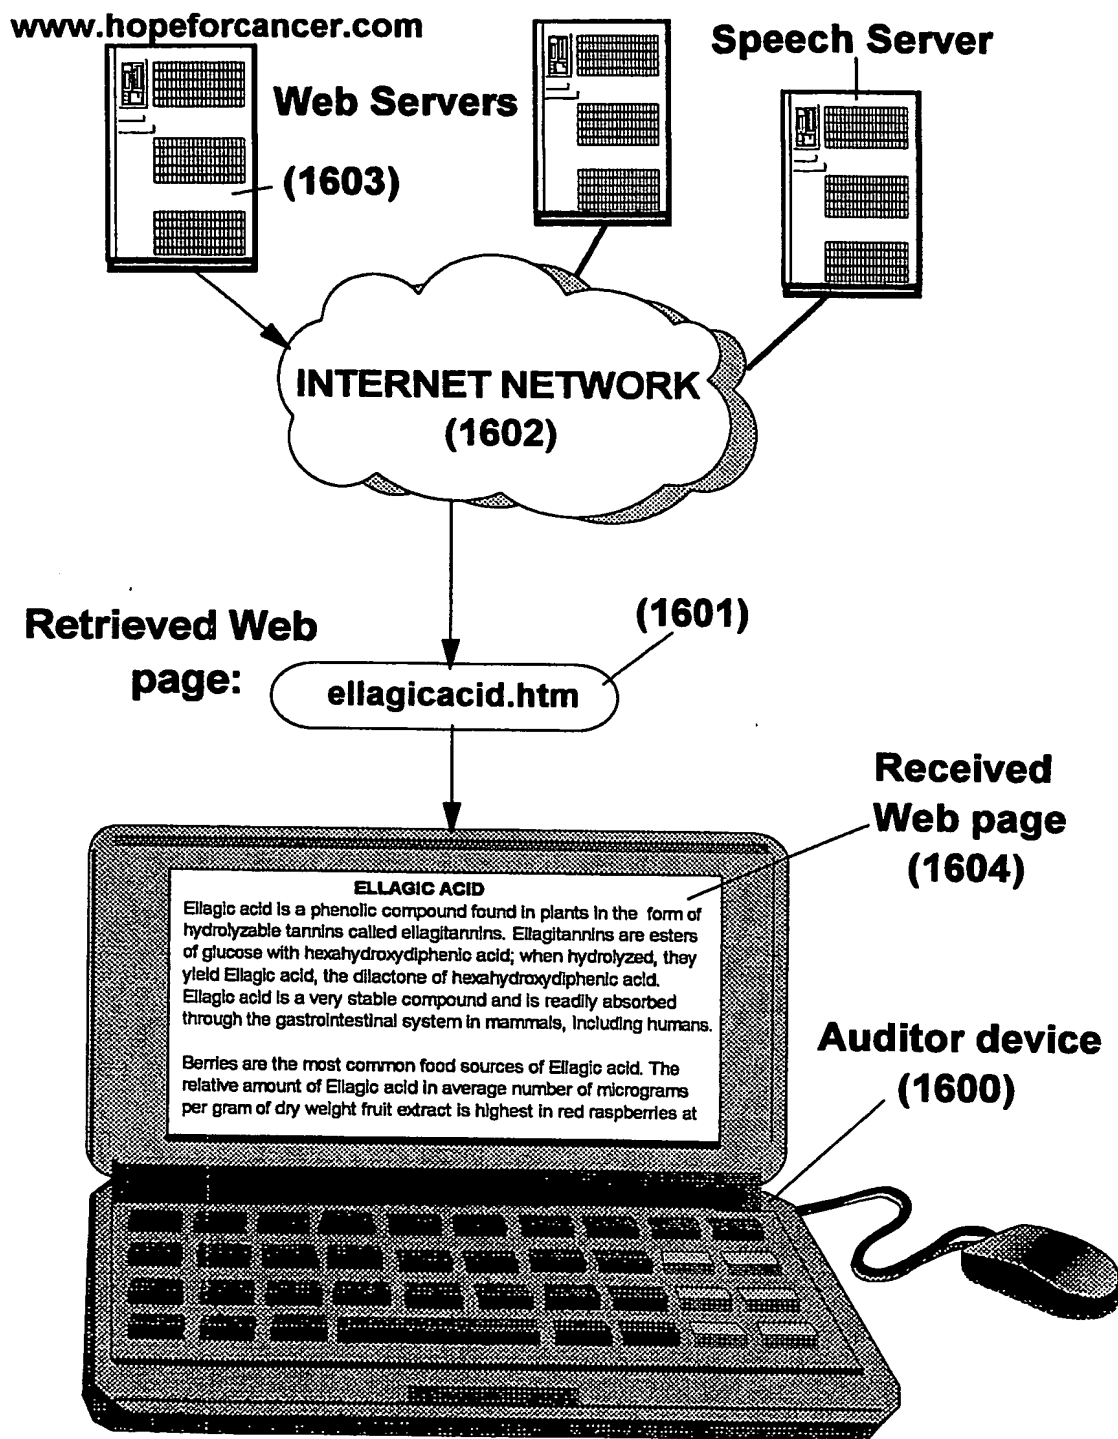 www.hopeforcancer.com
Speech Server
Web Servers
(1603)
INTERNET NETWORK
(1602)
(1601)
Retrieved Web
page:
ellagicacid.htm
Received
Web page
(1604)
ELLAGIC ACID
Ellagic acid is a phenolic compound found in plants in the form of
hydrolyzable tannins called ellagitannins. Ellagitannins are esters
of glucose with hexahydroxydiphenic acid; when hydrolyzed, they
yield Ellagic acid, the dilactone of hexahydroxydiphenic acid.
Ellagic acid is a very stable compound and is readily absorbed
through the gastrointestinal system in mammals, including humans.
Berries are the most common food sources of Ellagic acid. The
relative amount of Ellagic acid in average number of micrograms
per gram of dry weight fruit extract is highest in red raspberries at
Auditor device
(1600)